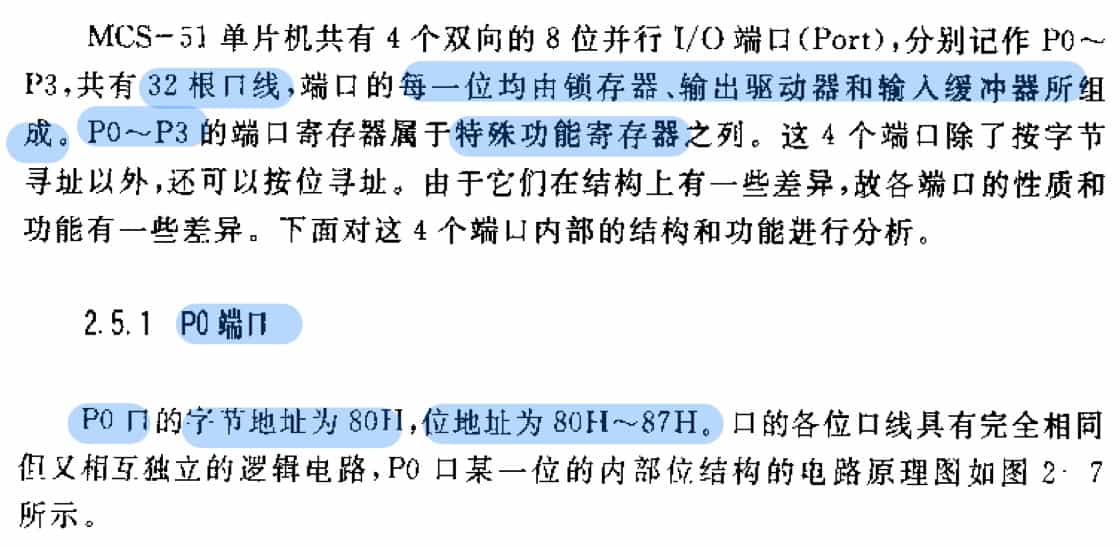 MCS-51 单片机共有 4 个双向的 8 位并行 I/O 端口(Port),分别记作 P0～
P3,共有 32 根口线,端口的每一位均由锁存器、输出驱动器和输入缓冲器所组
成。P0～P3 的端口寄存器属于特殊功能寄存器之列。这 4 个端口除了按字节
寻址以外,还可以按位寻址。由于它们在结构上有一些差异,故各端口的性质和
功能有一些差异。下面对这 4 个端口内部的结构和功能进行分析。
2.5.1 P0 端口
P0 口的字节地址为 80H,位地址为 80H～87H。口的各位口线具有完全相同
但又相互独立的逻辑电路,P0 口某一位的内部位结构的电路原理图如图 2-7
所示。